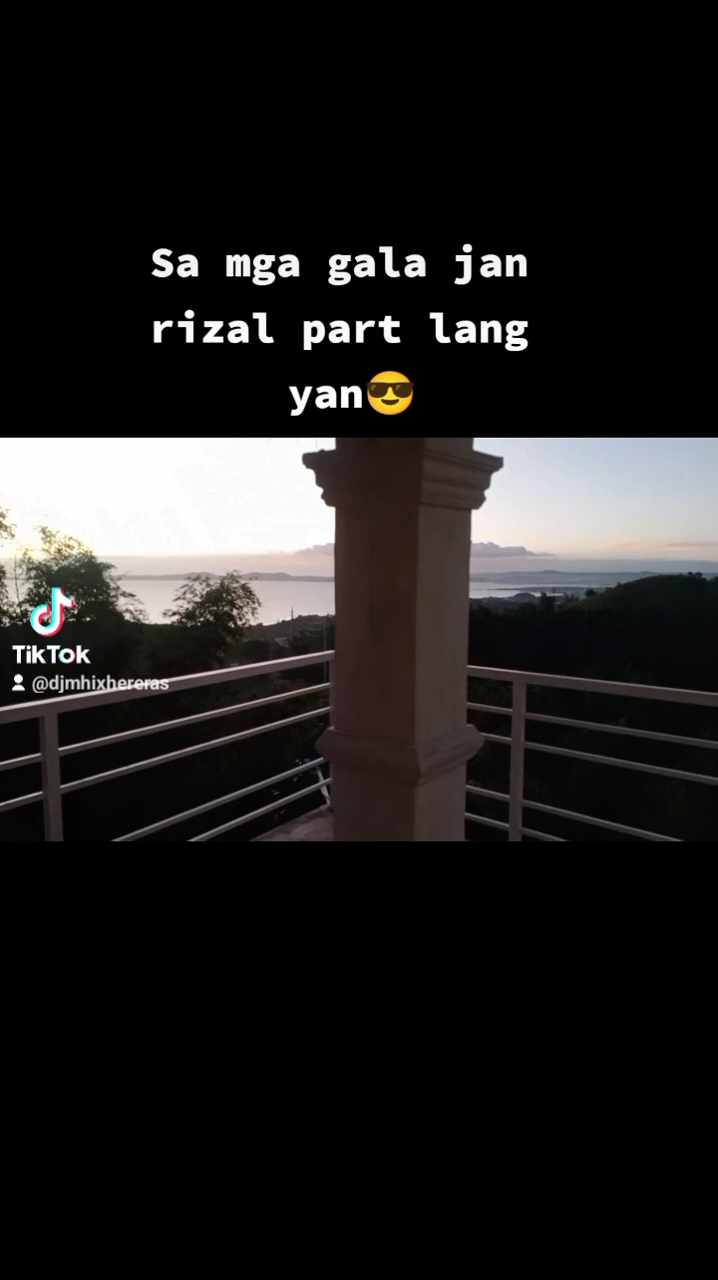 Sa mga gala jan
rizal part lang
yan😎
TikTok
@djmhixhereras